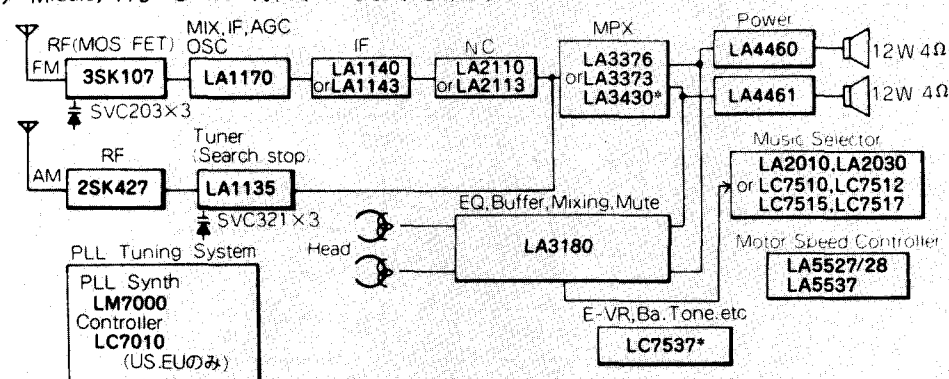 Power
MIX, IF, AGC
OSC
MPX
RF(MOS FET)
IF
NC
FM
3SK107
LA1170
LA1140
orLA1143
LA2110
or LA2113
LA3376
orLA3373
LA3430*
LA4460
12W 4Ω
LA4461
12W 4Ω
SVC203×3
Tuner
(Search stop)
RF
AM
2SK427
LA1135
SVC321×3
Music Selector
LA2010,LA2030
or LC7510,LC7512
LC7515,LC7517
EQ,Buffer,Mixing,Mute
LA3180
Head
Motor Speed Controller
LA5527/28
LA5537
PLL Tuning System
PLL Synth
LM7000
Controller
LC7010
(US.EUのみ)
E-VR,Ba.Tone.etc
LC7537*